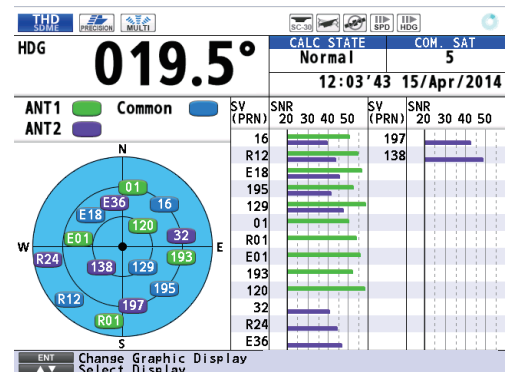 THD
SDME
PRECISION
MULTI
SC-30
SPD
HDG
HDG
019.5°
CALC STATE
COM. SAT
Normal
5
12:03'43 15/Apr/2014
ANT1
Common
ANT2
SV
(PRN)
SNR
20 30 40 50
SV
(PRN)
SNR
20 30 40 50
16
R12
E18
195
129
01
R01
E01
193
120
32
R24
E36
197
138
N
01
E36
16
E18
120
E01
32
W
E
R24
193
138
129
195
R12
197
R01
S
ENT Change Graphic Display
▲▼ Select Display